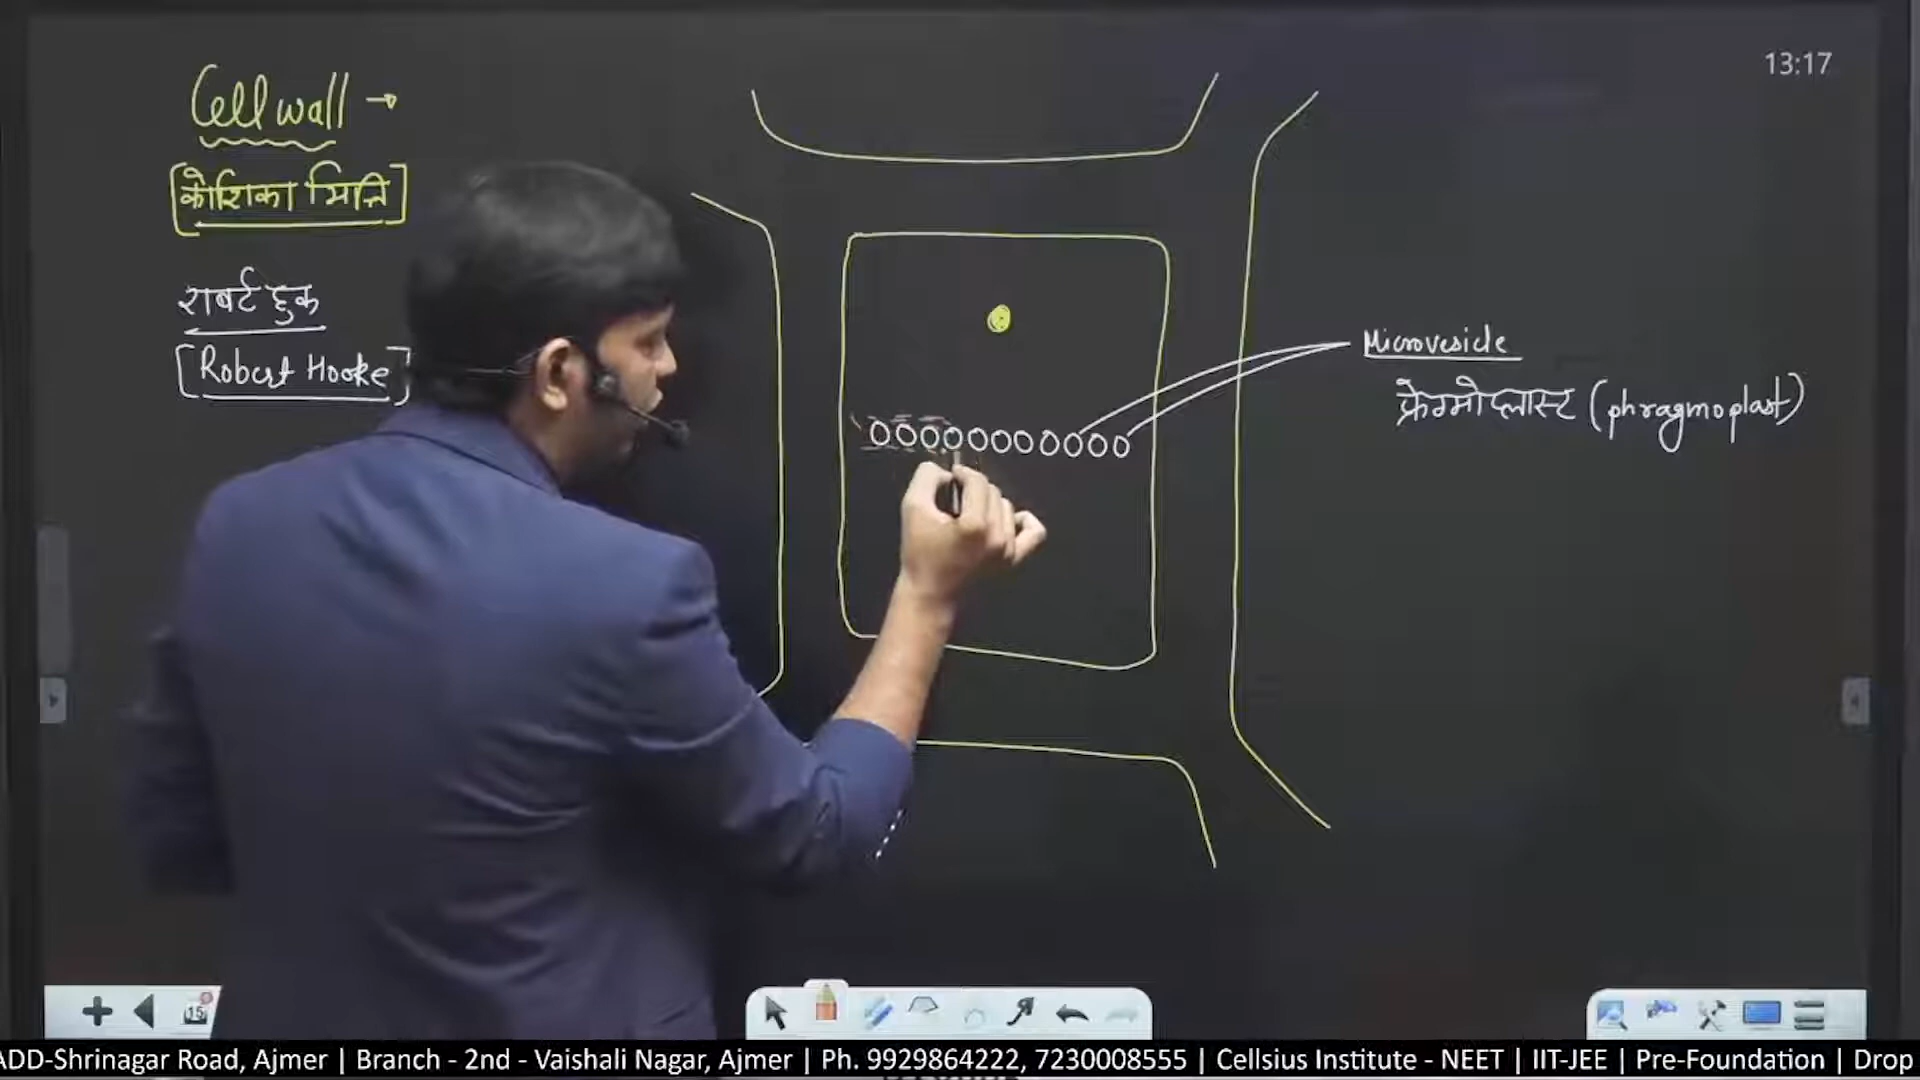 Cell wall →
[कोशिका भित्ति]
राबर्ट हुक
[Robert Hooke]
13:17
Microvesicle
फ्रेग्मोप्लास्ट (phragmoplast)
15
ADD-Shrinagar Road, Ajmer | Branch - 2nd - Vaishali Nagar, Ajmer | Ph. 9929864222, 7230008555 | Cellsius Institute - NEET | IIT-JEE | Pre-Foundation | Drop